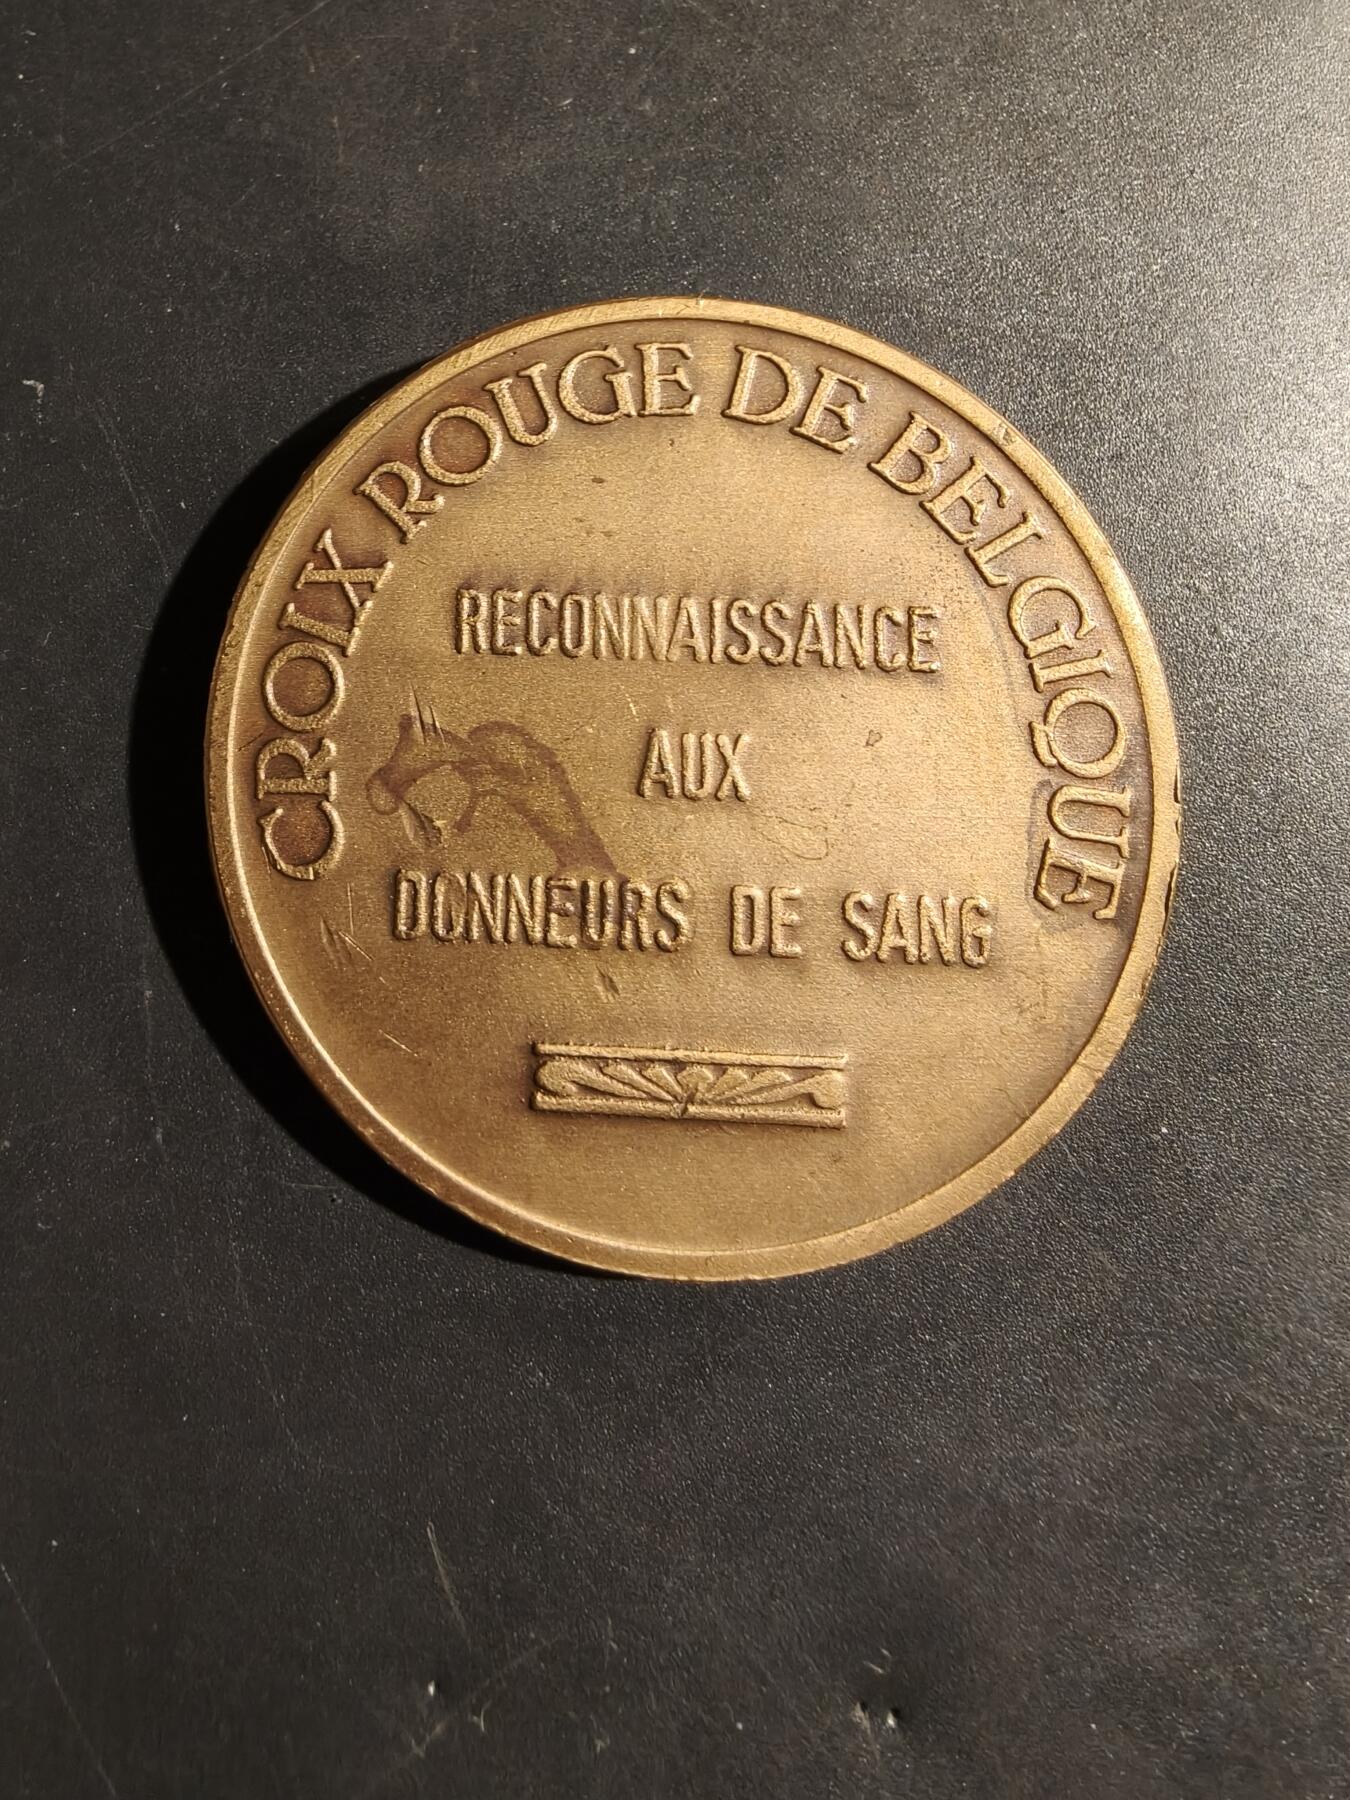 CROIX ROUGE DE BELGIQUE
RECONNAISSANCE
AUX
DONNEURS DE SANG